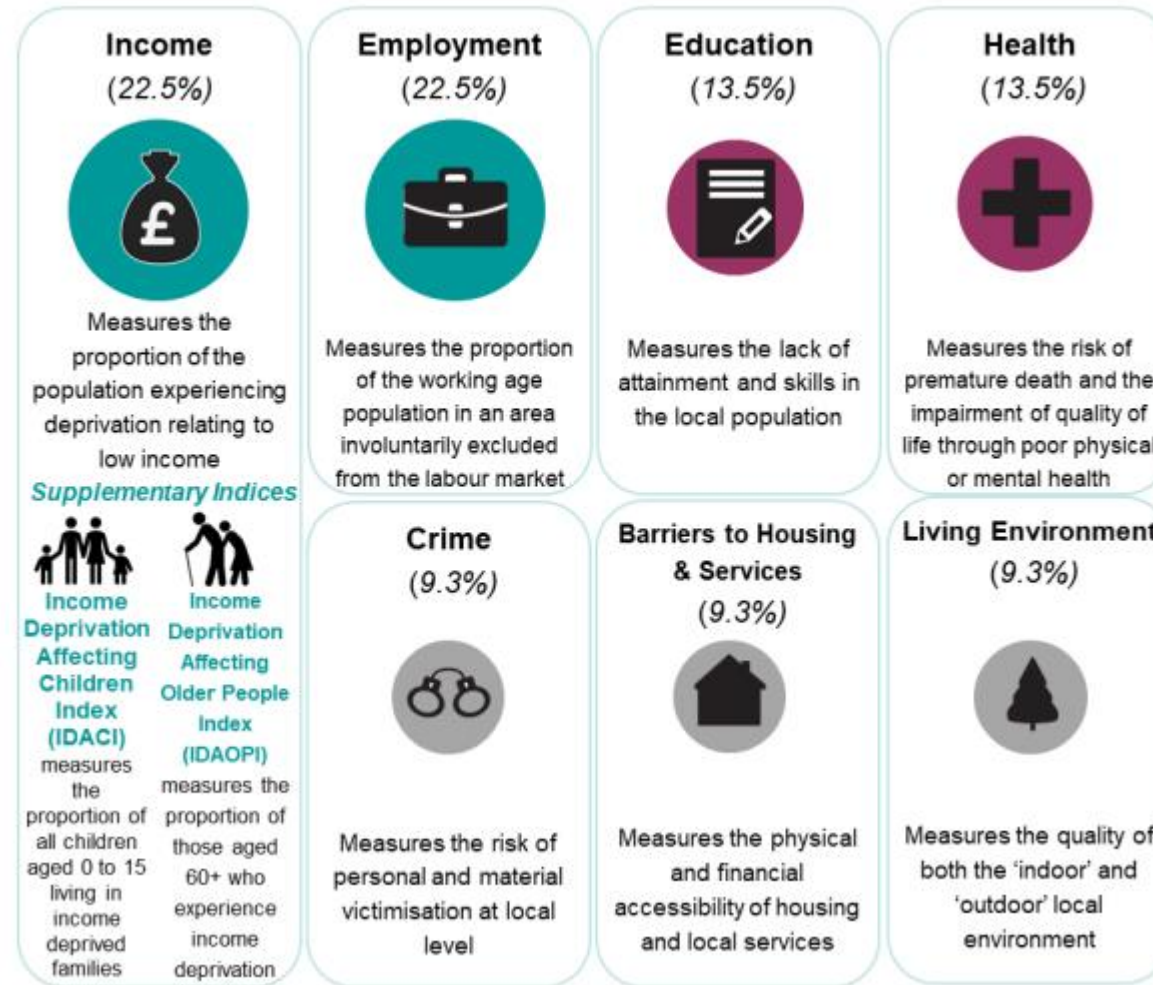 Income
(22.5%)
£
Measures the
proportion of the
population experiencing
deprivation relating to
low income
Supplementary Indices
Income
Deprivation
Affecting
Children
Index
(IDACI)
measures
the
proportion of
all children
aged 0 to 15
living in
income
deprived
families
Income
Deprivation
Affecting
Older People
Index
(IDAOPI)
measures the
proportion of
those aged
60+ who
experience
income
deprivation
Employment
(22.5%)
Measures the proportion
of the working age
population in an area
involuntarily excluded
from the labour market
Education
(13.5%)
Measures the lack of
attainment and skills in
the local population
Health
(13.5%)
Measures the risk of
premature death and the
impairment of quality of
life through poor physical
or mental health
Crime
(9.3%)
Measures the risk of
personal and material
victimisation at local
level
Barriers to Housing
& Services
(9.3%)
Measures the physical
and financial
accessibility of housing
and local services
Living Environment
(9.3%)
Measures the quality of
both the ‘indoor’ and
‘outdoor’ local
environment